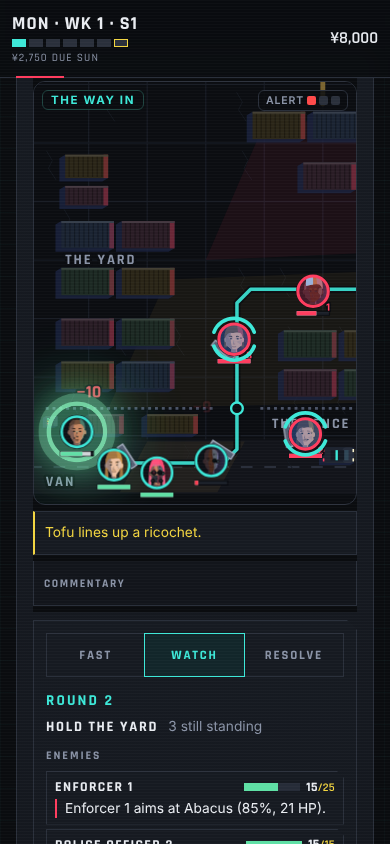 MON · WK 1 · S1
¥8,000
¥2,750 DUE SUN
THE WAY IN
ALERT
THE YARD
−10
VAN
Tofu lines up a ricochet.
COMMENTARY
FAST
WATCH
RESOLVE
ROUND 2
HOLD THE YARD 3 still standing
ENEMIES
ENFORCER 1
15/25
Enforcer 1 aims at Abacus (85%, 21 HP).